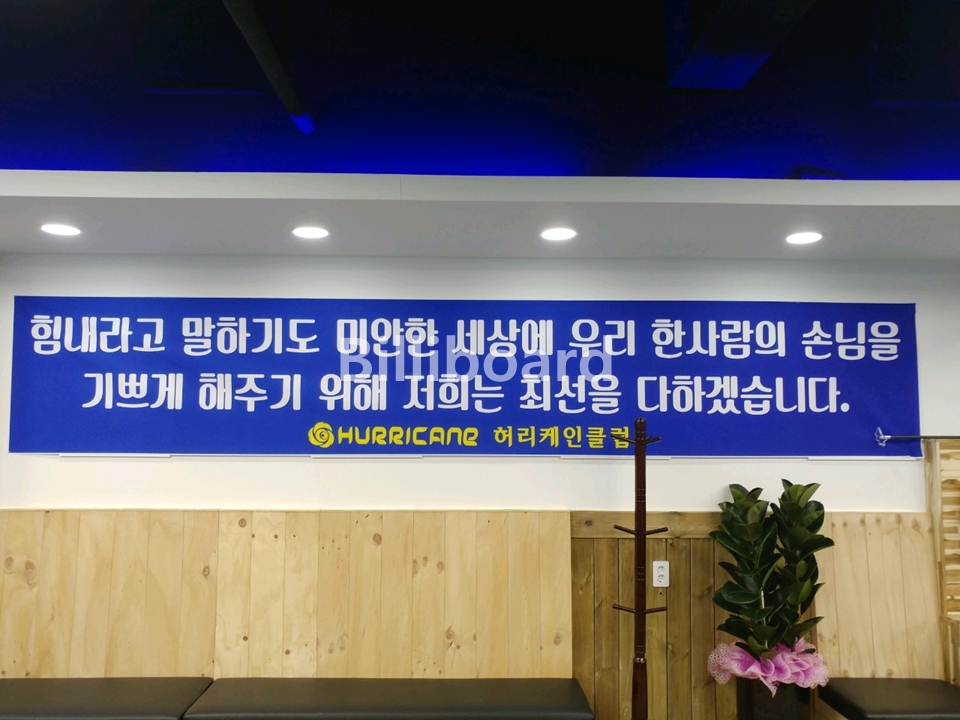 힘내라고 말하기도 미안한 세상에 우리 한사람의 손님을
Billboard
기쁘게 해주기 위해 저희는 최선을 다하겠습니다.
HURRICANE 허리케인클럽